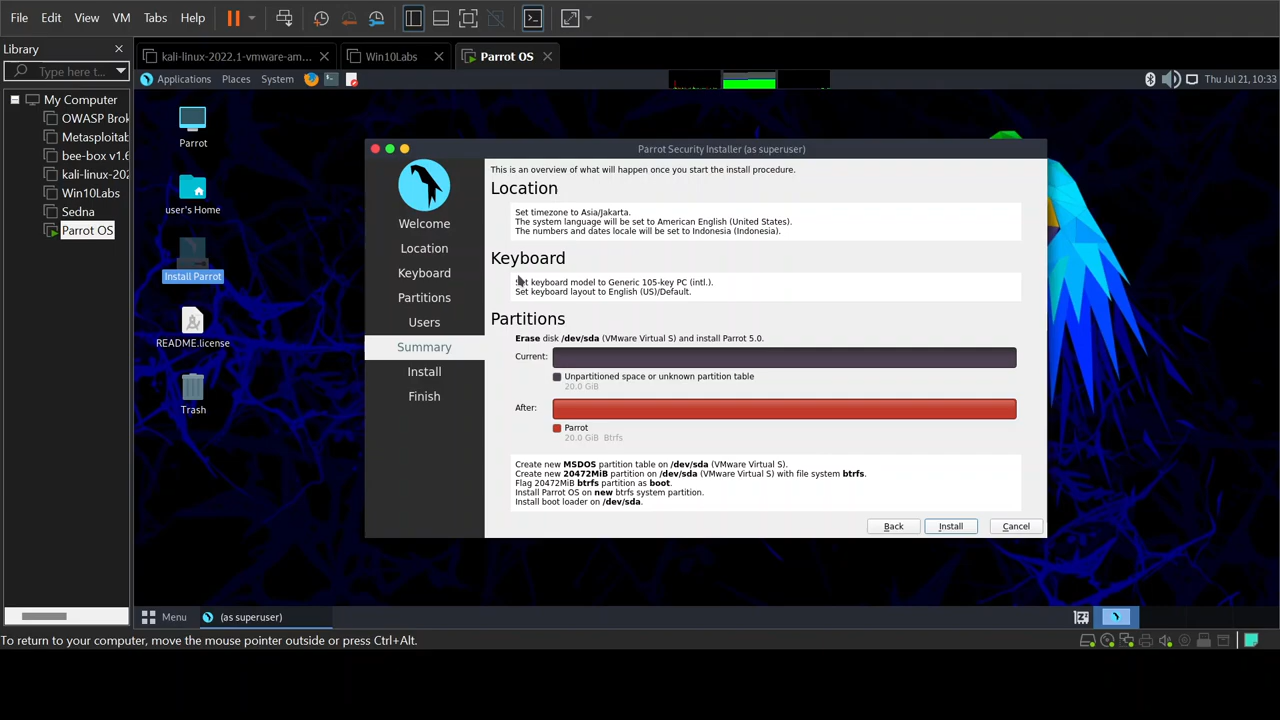 File Edit View VM Tabs Help
Library
Type here t...
My Computer
OWASP Brok
Metasploitab
bee-box v1.6
kali-linux-202
Win10Labs
Sedna
Parrot OS
kali-linux-2022.1-vmware-am...
Win10Labs
Parrot OS
Applications Places System
Thu Jul 21, 10:33
Parrot
user's Home
Install Parrot
README.license
Trash
Parrot Security Installer (as superuser)
Welcome
Location
Keyboard
Partitions
Users
Summary
Install
Finish
This is an overview of what will happen once you start the install procedure.
Location
Set timezone to Asia/Jakarta.
The system language will be set to American English (United States).
The numbers and dates locale will be set to Indonesia (Indonesia).
Keyboard
Set keyboard model to Generic 105-key PC (intl.).
Set keyboard layout to English (US)/Default.
Partitions
Erase disk /dev/sda (VMware Virtual S) and install Parrot 5.0.
Current:
Unpartitioned space or unknown partition table
20.0 GiB
After:
Parrot
20.0 GiB Btrfs
Create new MSDOS partition table on /dev/sda (VMware Virtual S).
Create new 20472MiB partition on /dev/sda (VMware Virtual S) with file system btrfs.
Flag 20472MiB btrfs partition as boot.
Install Parrot OS on new btrfs system partition.
Install boot loader on /dev/sda.
Back Install Cancel
Menu (as superuser)
To return to your computer, move the mouse pointer outside or press Ctrl+Alt.